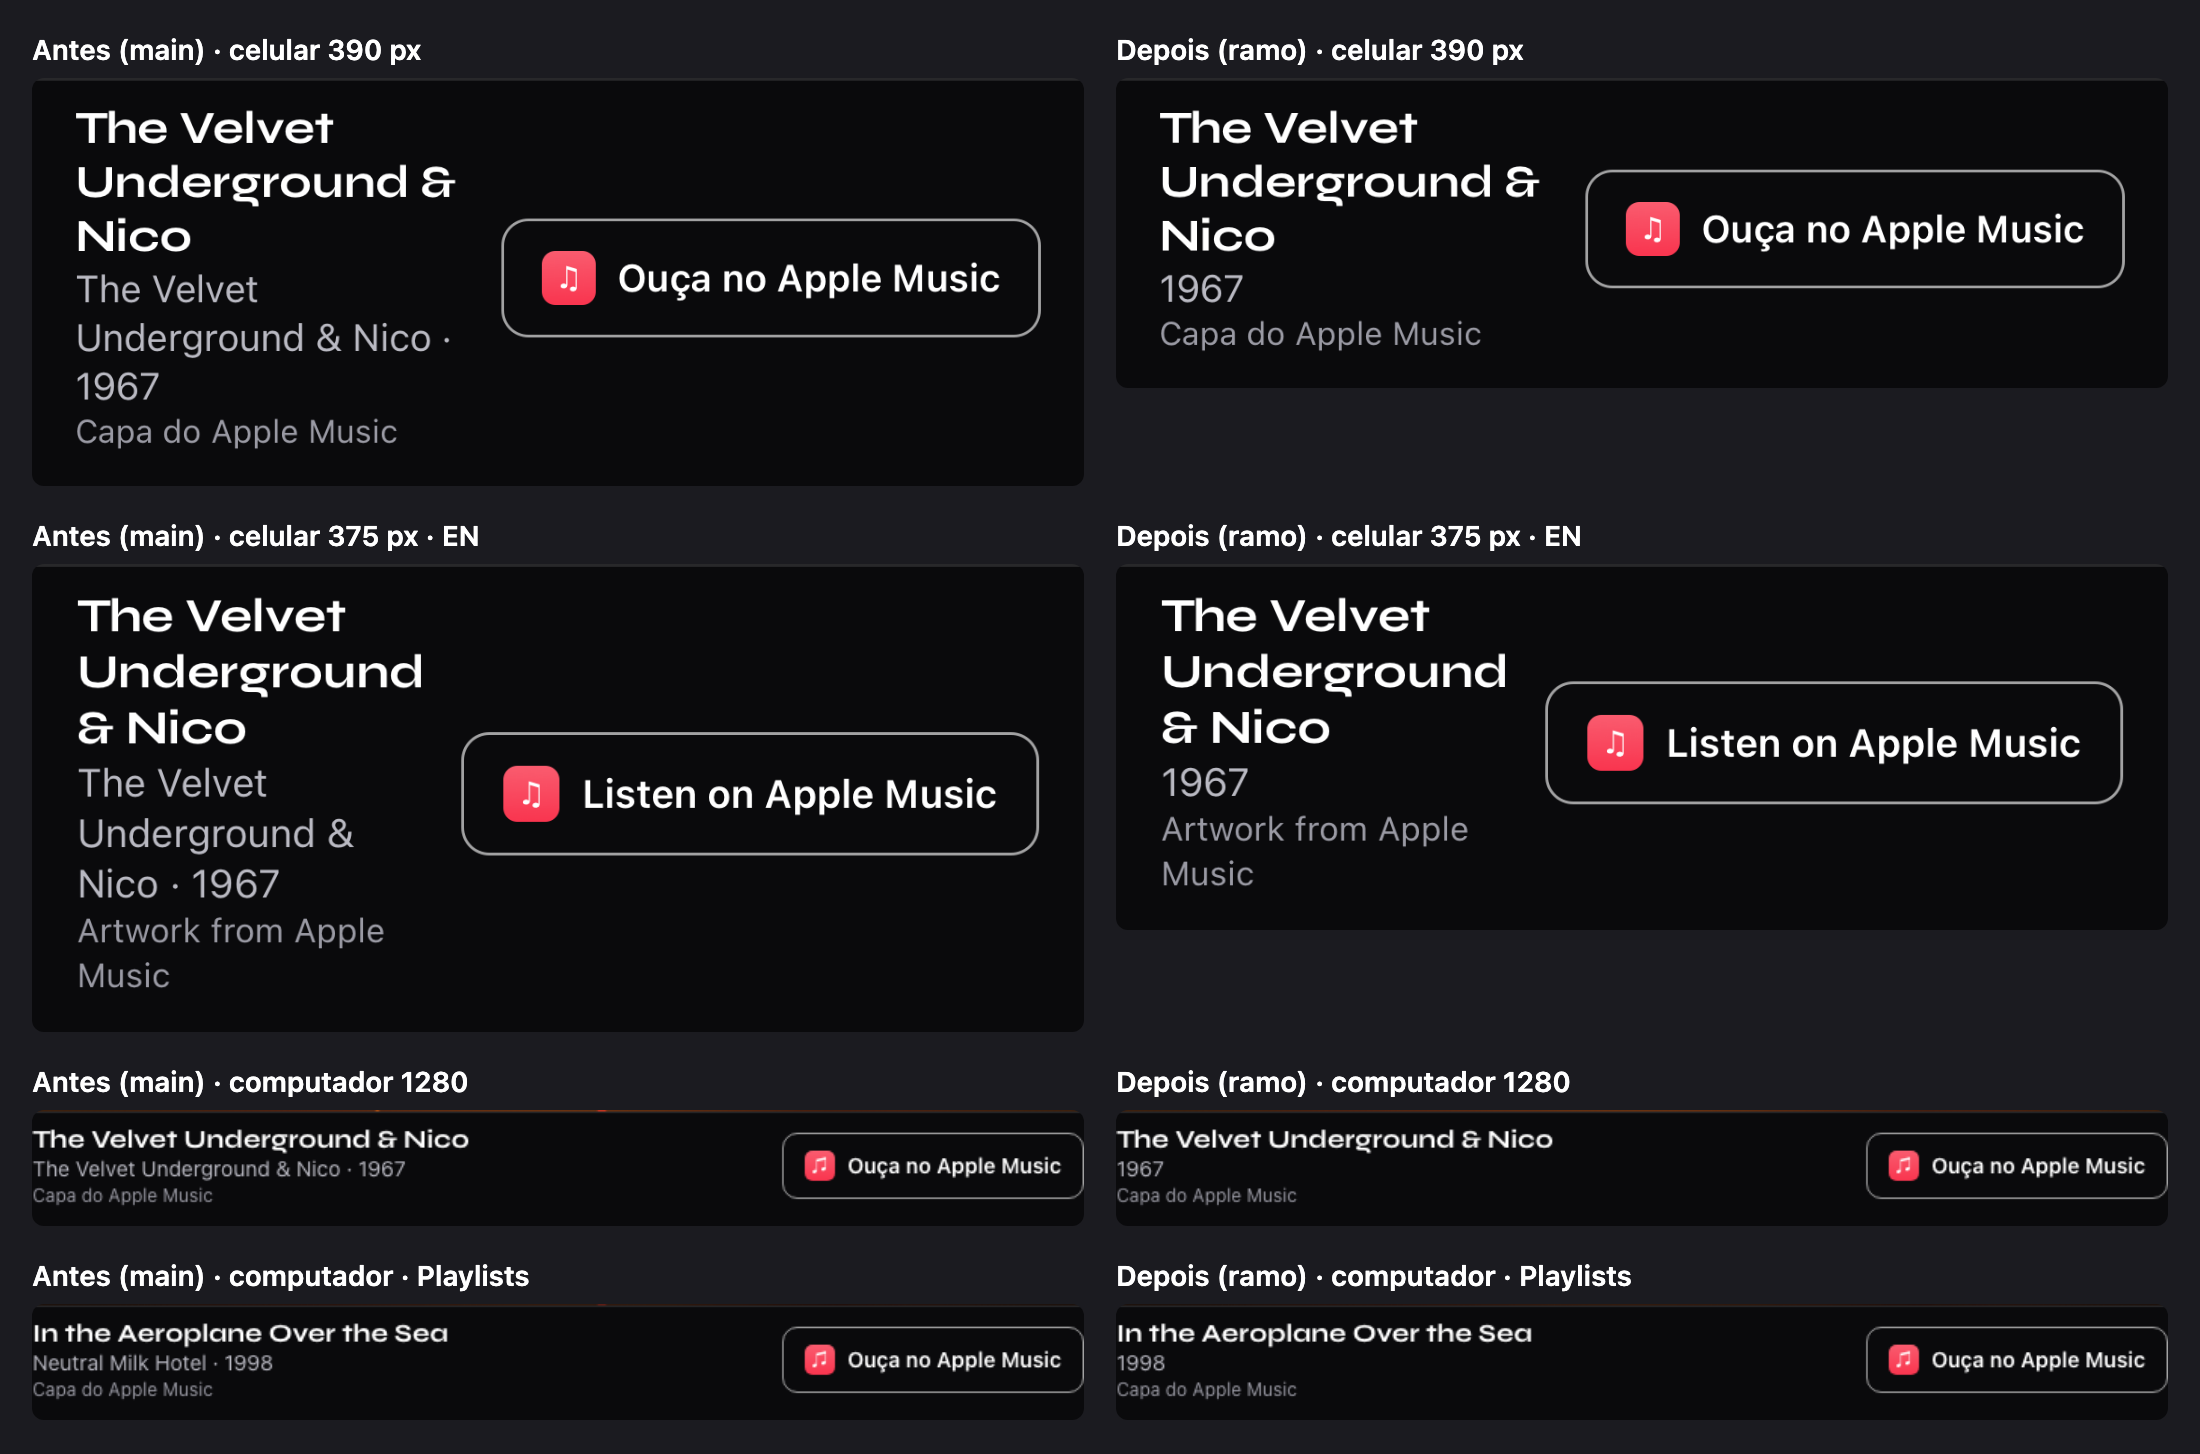 Antes (main) · celular 390 px
The Velvet
Underground &
Nico
The Velvet
Underground & Nico ·
1967
Capa do Apple Music
Ouça no Apple Music
Depois (ramo) · celular 390 px
The Velvet
Underground &
Nico
1967
Capa do Apple Music
Ouça no Apple Music
Antes (main) · celular 375 px · EN
The Velvet
Underground
& Nico
The Velvet
Underground &
Nico · 1967
Artwork from Apple
Music
Listen on Apple Music
Depois (ramo) · celular 375 px · EN
The Velvet
Underground
& Nico
1967
Artwork from Apple
Music
Listen on Apple Music
Antes (main) · computador 1280
The Velvet Underground & Nico
The Velvet Underground & Nico · 1967
Capa do Apple Music
Ouça no Apple Music
Depois (ramo) · computador 1280
The Velvet Underground & Nico
1967
Capa do Apple Music
Ouça no Apple Music
Antes (main) · computador · Playlists
In the Aeroplane Over the Sea
Neutral Milk Hotel · 1998
Capa do Apple Music
Ouça no Apple Music
Depois (ramo) · computador · Playlists
In the Aeroplane Over the Sea
1998
Capa do Apple Music
Ouça no Apple Music